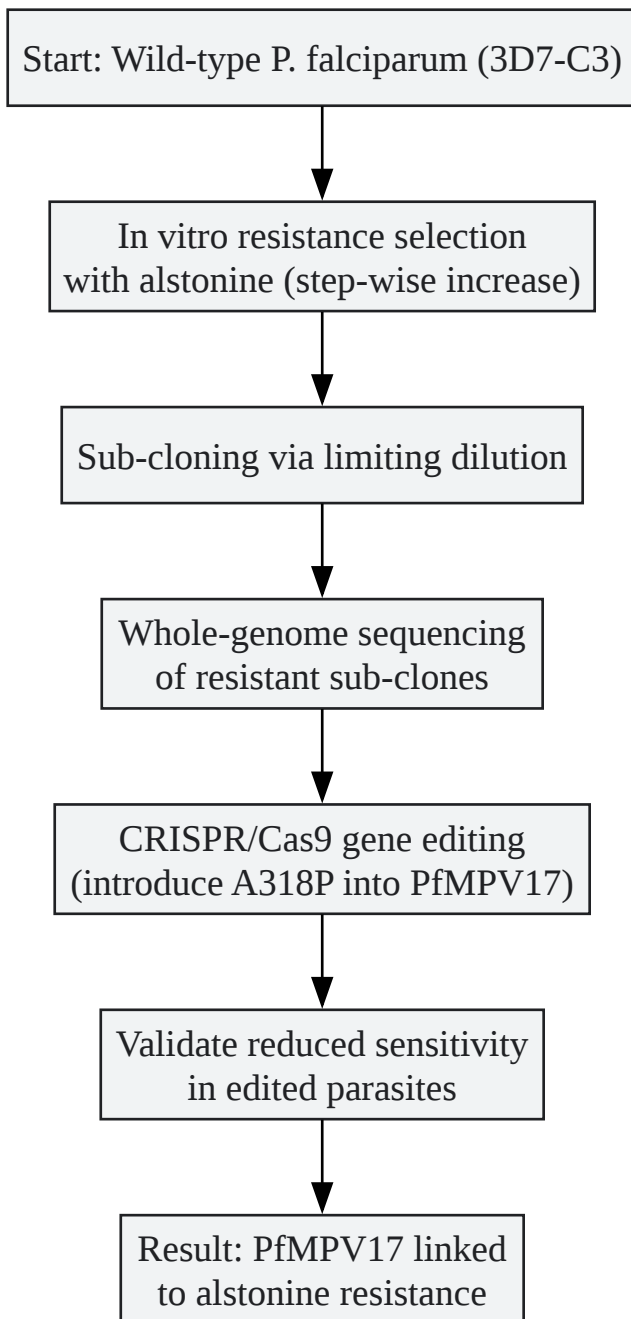 Start: Wild-type P. falciparum (3D7-C3)
In vitro resistance selection
with alstonine (step-wise increase)
Sub-cloning via limiting dilution
Whole-genome sequencing
of resistant sub-clones
CRISPR/Cas9 gene editing
(introduce A318P into PfMPV17)
Validate reduced sensitivity
in edited parasites
Result: PfMPV17 linked
to alstonine resistance